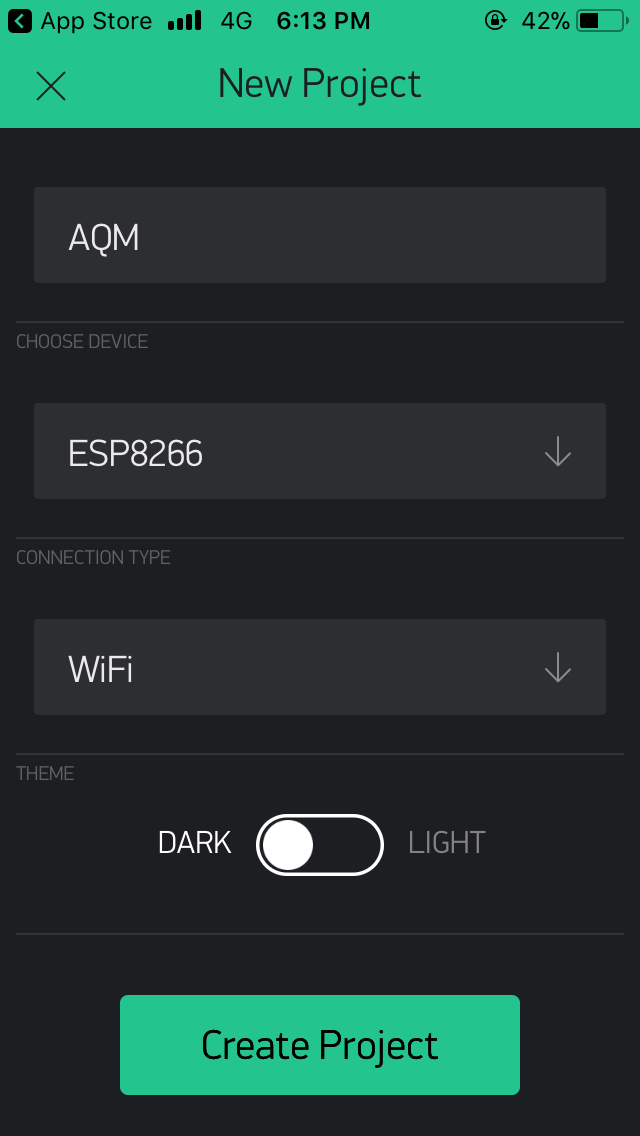 App Store 4G 6:13 PM 42%
New Project
AQM
CHOOSE DEVICE
ESP8266
CONNECTION TYPE
WiFi
THEME
DARK LIGHT
Create Project